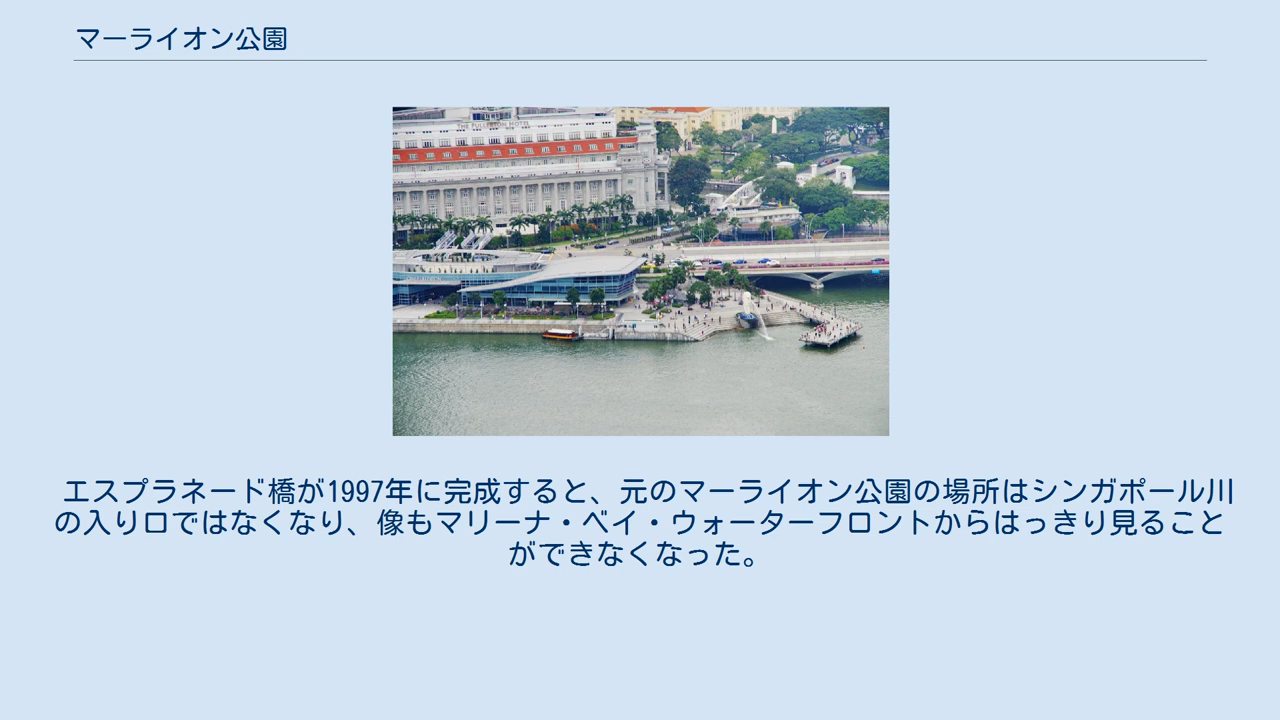 マーライオン公園
THE FULLERTON HOTEL
エスプラネード橋が1997年に完成すると、元のマーライオン公園の場所はシンガポール川
の入り口ではなくなり、像もマリーナ・ベイ・ウォーターフロントからはっきり見ること
ができなくなった。